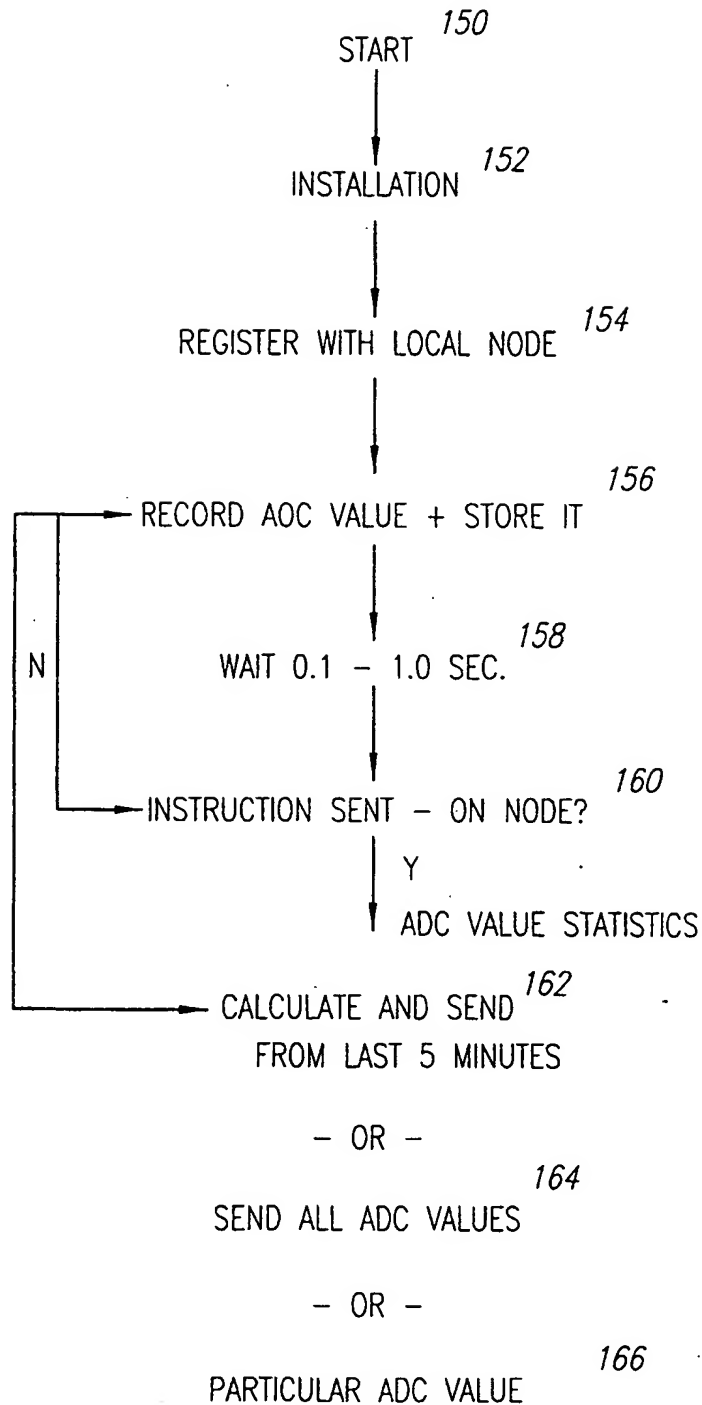 START 150
INSTALLATION 152
REGISTER WITH LOCAL NODE 154
RECORD AOC VALUE + STORE IT 156
N
WAIT 0.1 – 1.0 SEC. 158
INSTRUCTION SENT – ON NODE? 160
Y
ADC VALUE STATISTICS
CALCULATE AND SEND 162
FROM LAST 5 MINUTES
– OR –
SEND ALL ADC VALUES 164
– OR –
PARTICULAR ADC VALUE 166